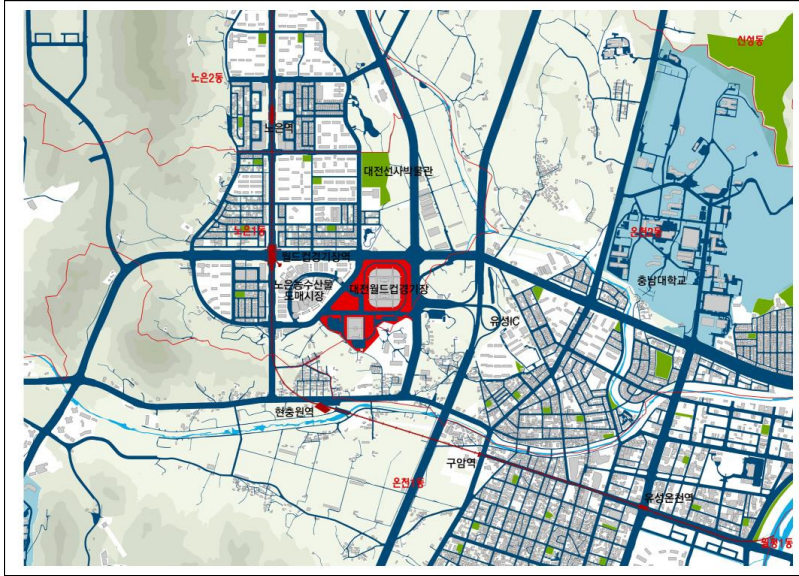 신성동
노은2동
노은역
대전선사박물관
노은1동
온천2동
월드컵경기장역
충남대학교
노은농수산물
도매시장
대전월드컵경기장
유성IC
현충원역
구암역
온천1동
유성온천역
월평1동